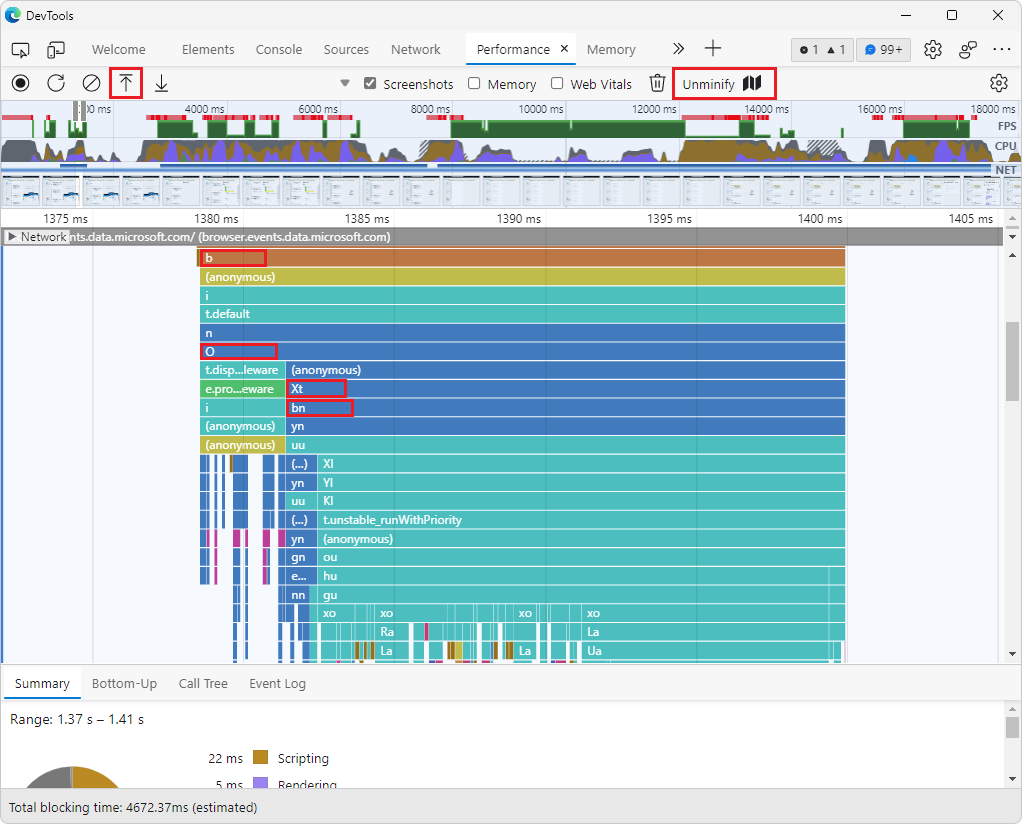 DevTools
Welcome Elements Console Sources Network Performance Memory 1 1 99+
Screenshots Memory Web Vitals Unminify
00 ms 4000 ms 6000 ms 8000 ms 10000 ms 12000 ms 14000 ms 16000 ms 18000 ms
FPS
CPU
NET
1375 ms 1380 ms 1385 ms 1390 ms 1395 ms 1400 ms 1405 ms
Network nts.data.microsoft.com/ (browser.events.data.microsoft.com)
b
(anonymous)
i
t.default
n
O
t.disp...leware (anonymous)
e.pro...eware Xt
i bn
(anonymous) yn
(anonymous) uu
(...) Xl
yn Yl
uu Kl
(...) t.unstable_runWithPriority
yn (anonymous)
gn ou
e... hu
nn gu
xo xo xo xo
Ra La
La La Ua
Summary Bottom-Up Call Tree Event Log
Range: 1.37 s – 1.41 s
22 ms Scripting
5 ms Rendering
Total blocking time: 4672.37ms (estimated)